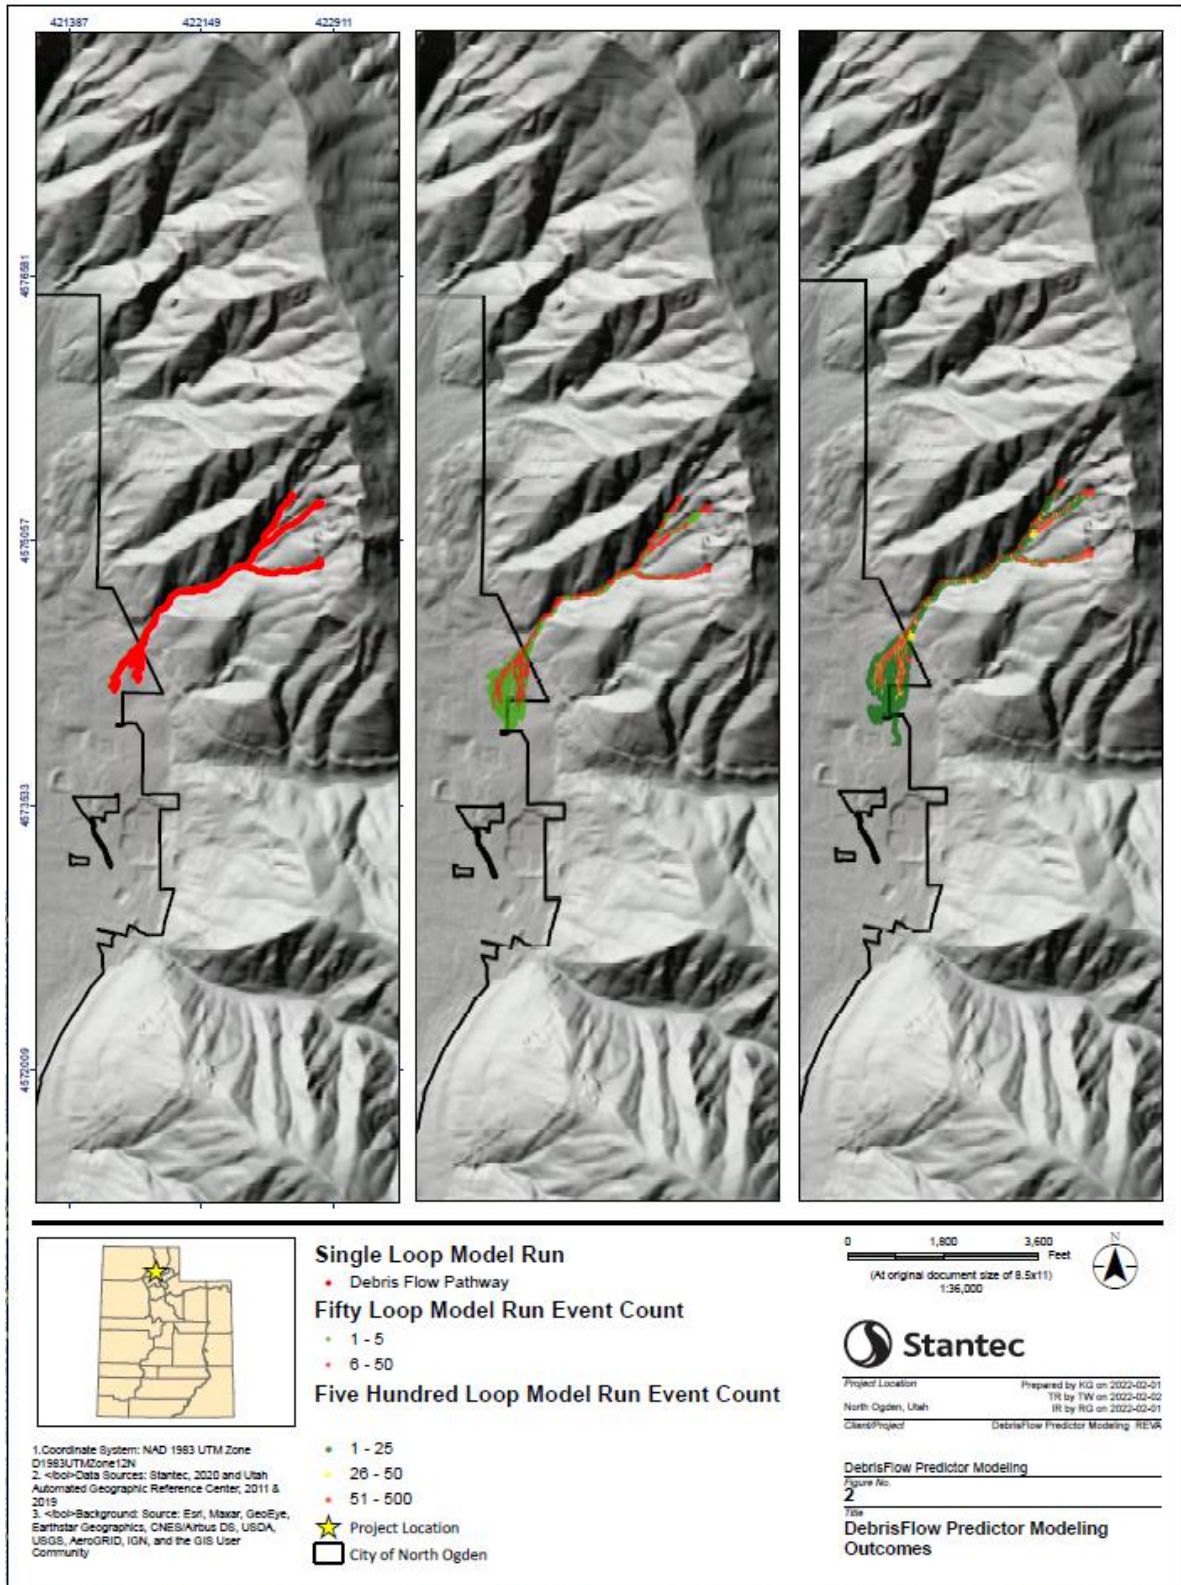 421387 422149 422911
4576581
4575057
4573533
4572009
Single Loop Model Run
Debris Flow Pathway
Fifty Loop Model Run Event Count
1 - 5
6 - 50
Five Hundred Loop Model Run Event Count
1 - 25
26 - 50
51 - 500
Project Location
City of North Ogden
1.Coordinate System: NAD 1983 UTM Zone
D1983UTMZone12N
2. </bol>Data Sources: Stantec, 2020 and Utah
Automated Geographic Reference Center, 2011 &
2019
3. </bol>Background: Source: Esri, Maxar, GeoEye,
Earthstar Geographics, CNES/Airbus DS, USDA,
USGS, AeroGRID, IGN, and the GIS User
Community
0 1,800 3,600
Feet
(At original document size of 8.5x11)
1:36,000
N
Stantec
Project Location
North Ogden, Utah
Prepared by KG on 2022-02-01
TR by TW on 2022-02-02
IR by RG on 2022-02-01
Client/Project
DebrisFlow Predictor Modeling REVA
DebrisFlow Predictor Modeling
Figure No.
2
Title
DebrisFlow Predictor Modeling
Outcomes